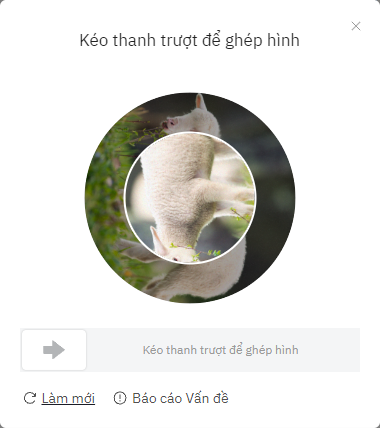 Kéo thanh trượt để ghép hình
Kéo thanh trượt để ghép hình
Làm mới
Báo cáo Vấn đề